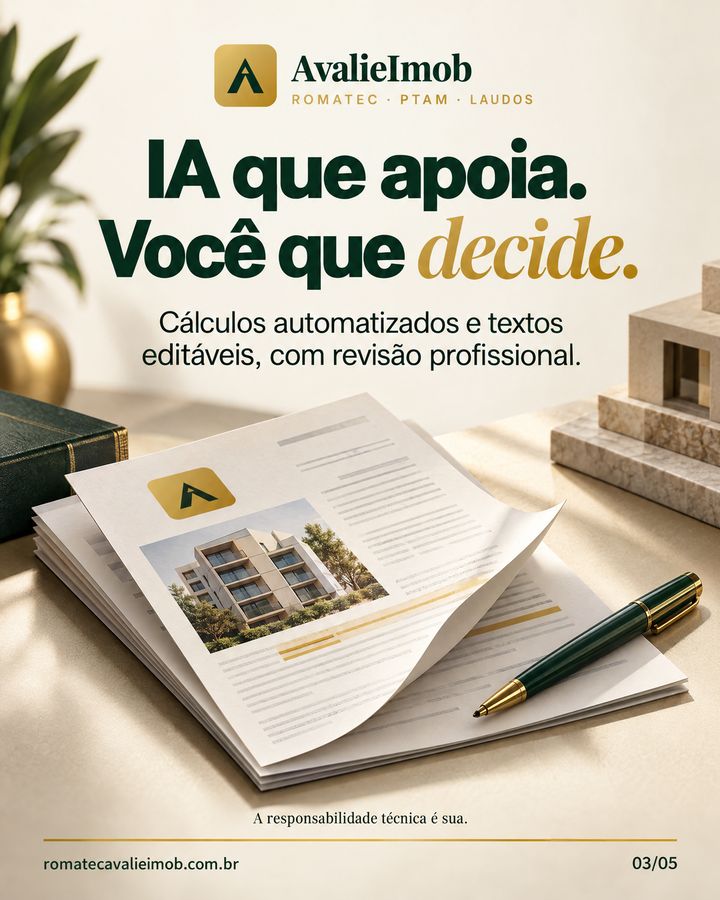 AvalieImob
ROMATEC · PTAM · LAUDOS
IA que apoia.
Você que decide.
Cálculos automatizados e textos
editáveis, com revisão profissional.
A responsabilidade técnica é sua.
romatecavalieimob.com.br
03/05